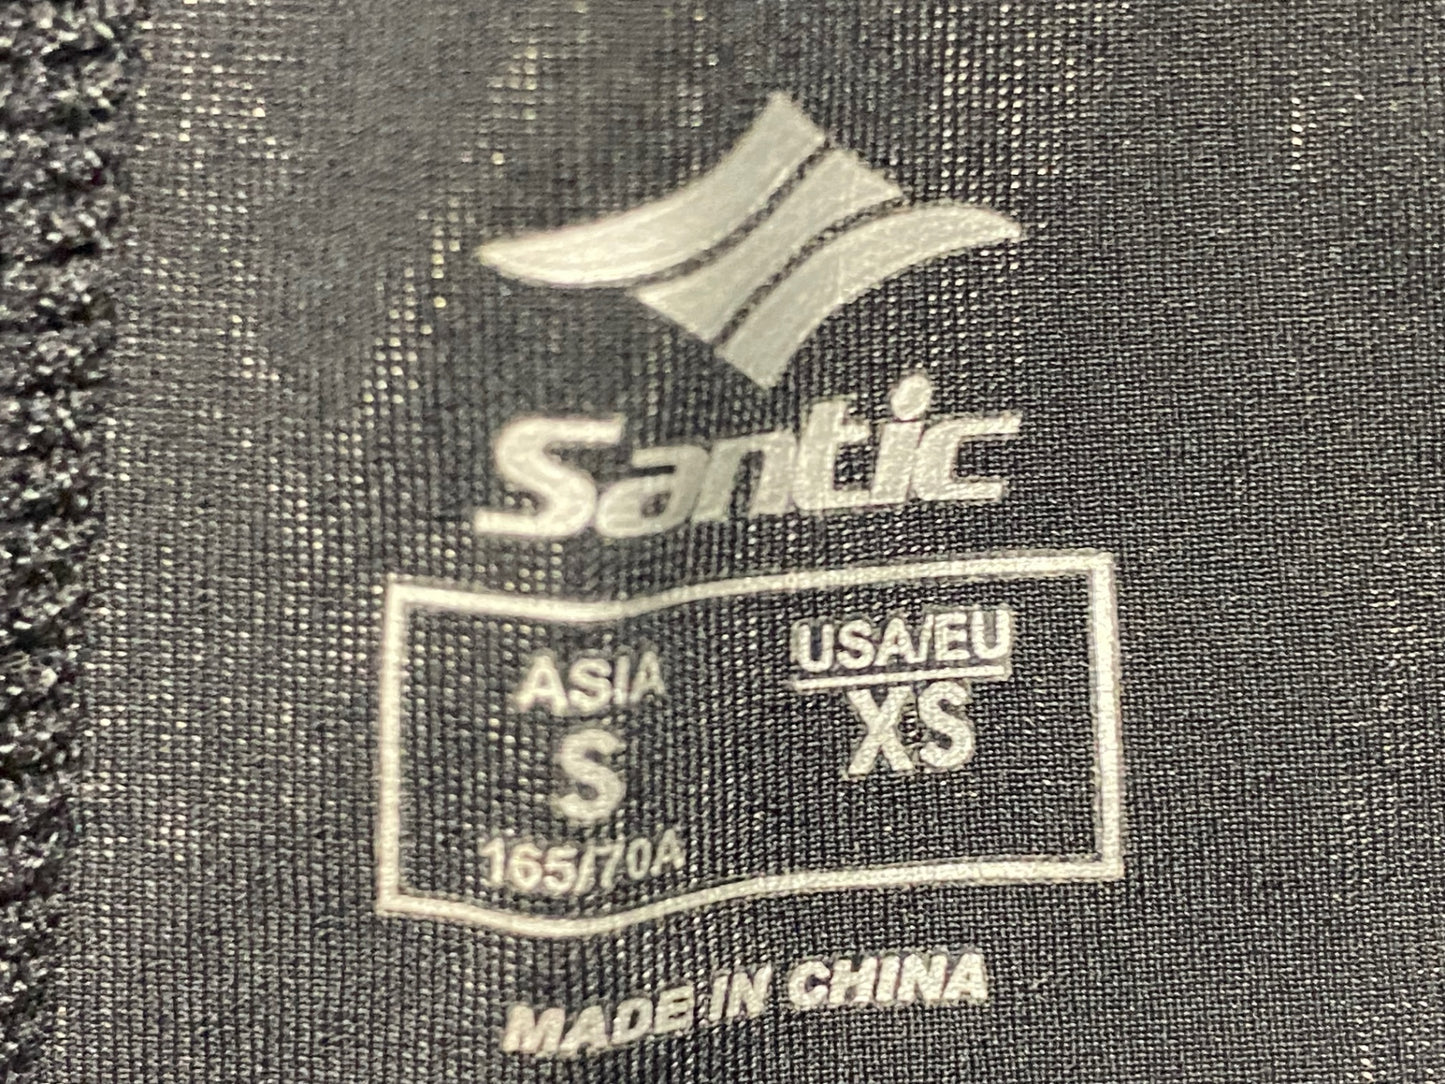 Santic
ASIA
S
165/70A
USA/EU
XS
MADE IN CHINA